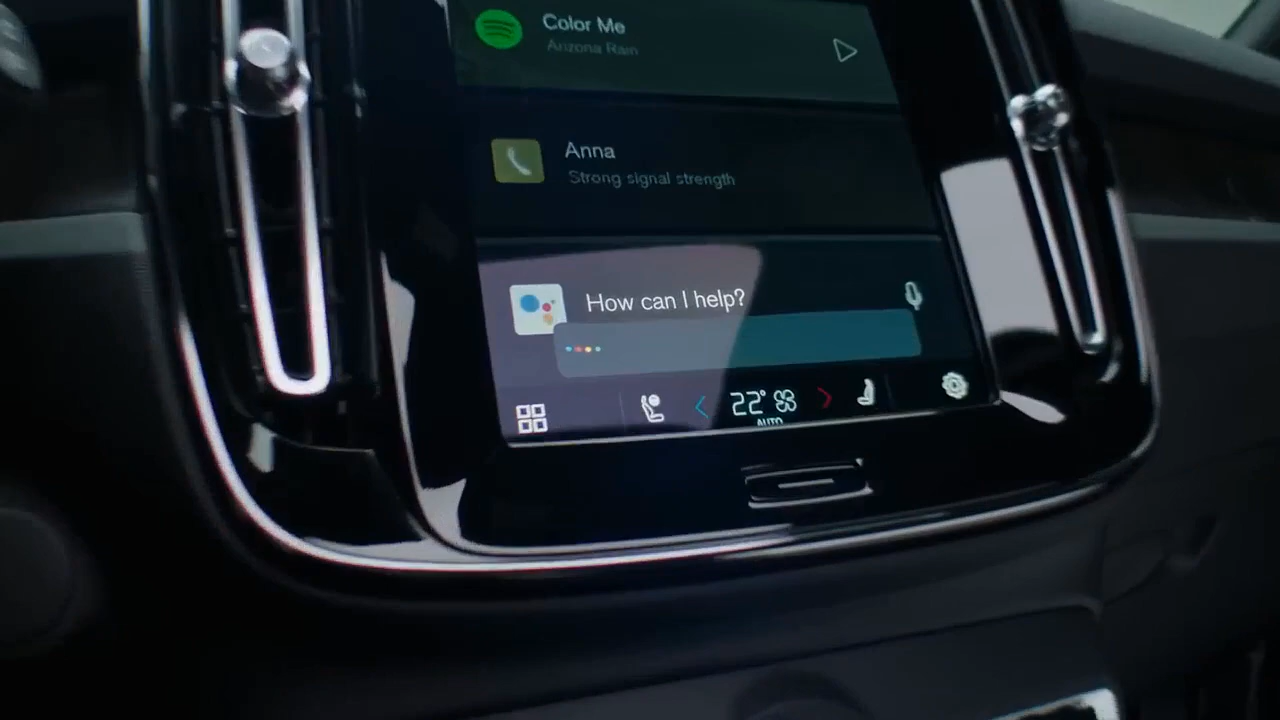 Color Me
Arizona Rain
Anna
Strong signal strength
How can I help?
22°
AUTO